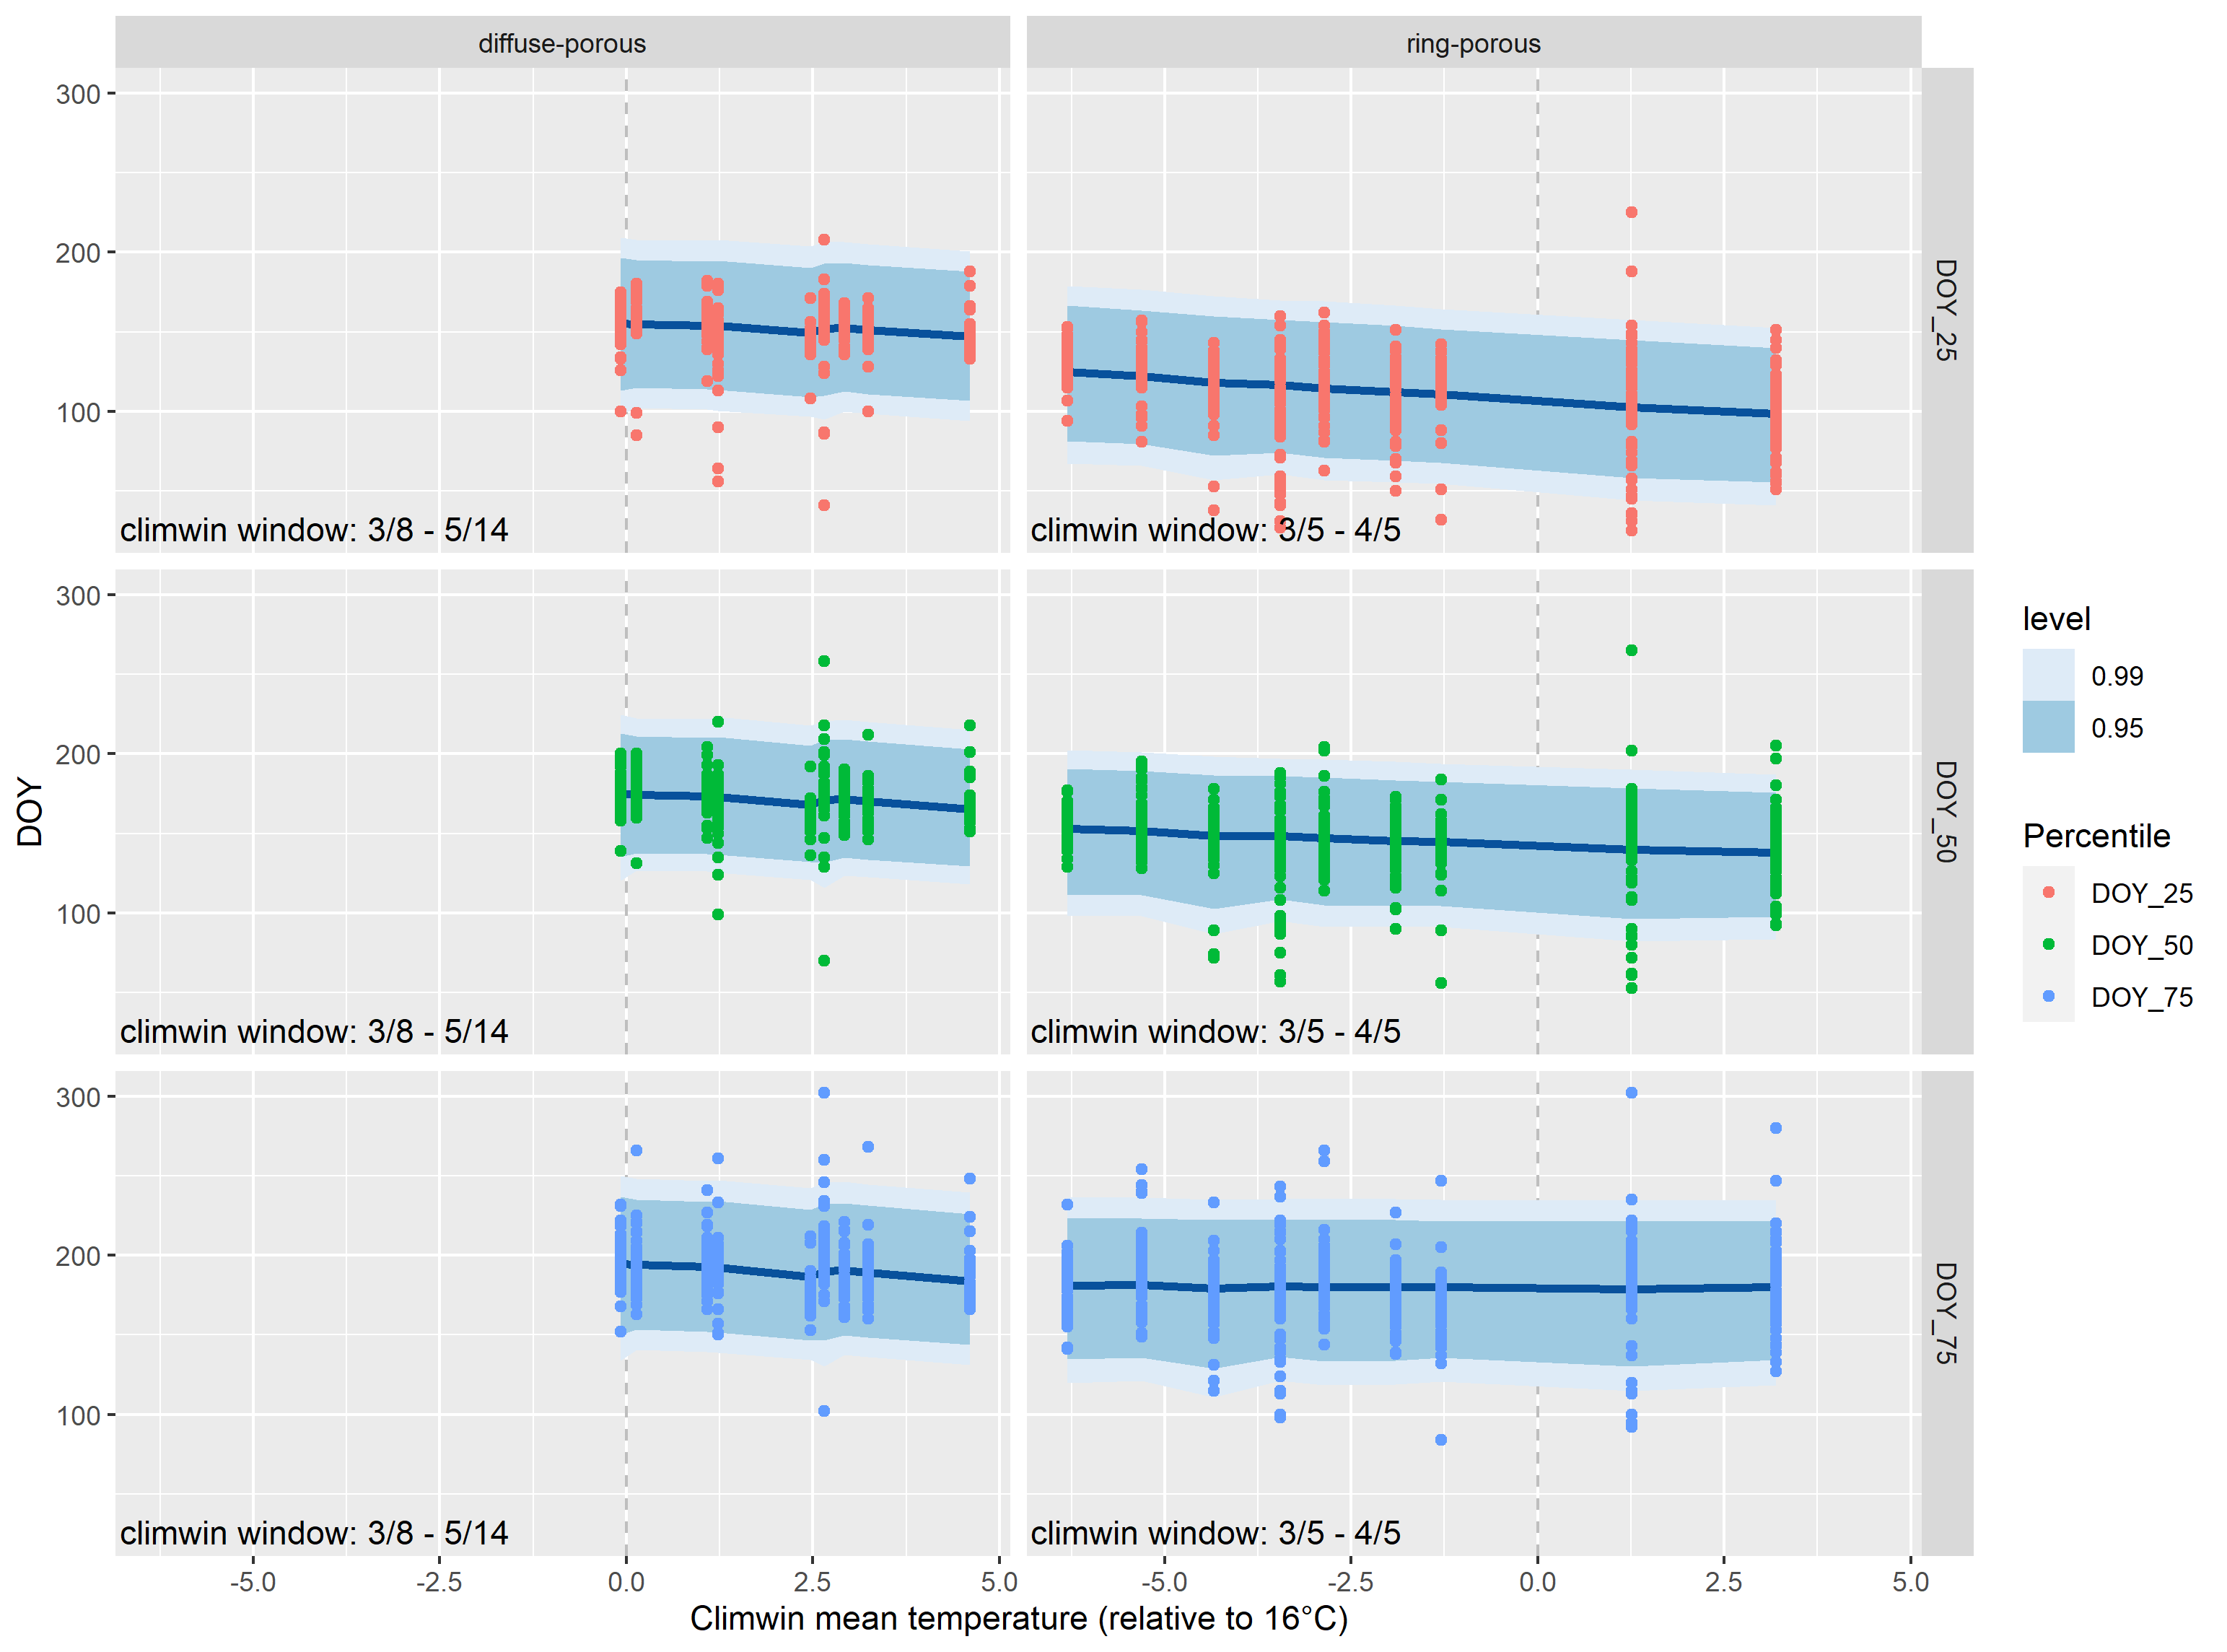 diffuse-porous
ring-porous
300
200
100
climwin window: 3/8 - 5/14
climwin window: 3/5 - 4/5
DOY_25
300
200
100
climwin window: 3/8 - 5/14
climwin window: 3/5 - 4/5
DOY_50
300
200
100
climwin window: 3/8 - 5/14
climwin window: 3/5 - 4/5
DOY_75
DOY
-5.0
-2.5
0.0
2.5
5.0
-5.0
-2.5
0.0
2.5
5.0
Climwin mean temperature (relative to 16°C)
level
0.99
0.95
Percentile
DOY_25
DOY_50
DOY_75